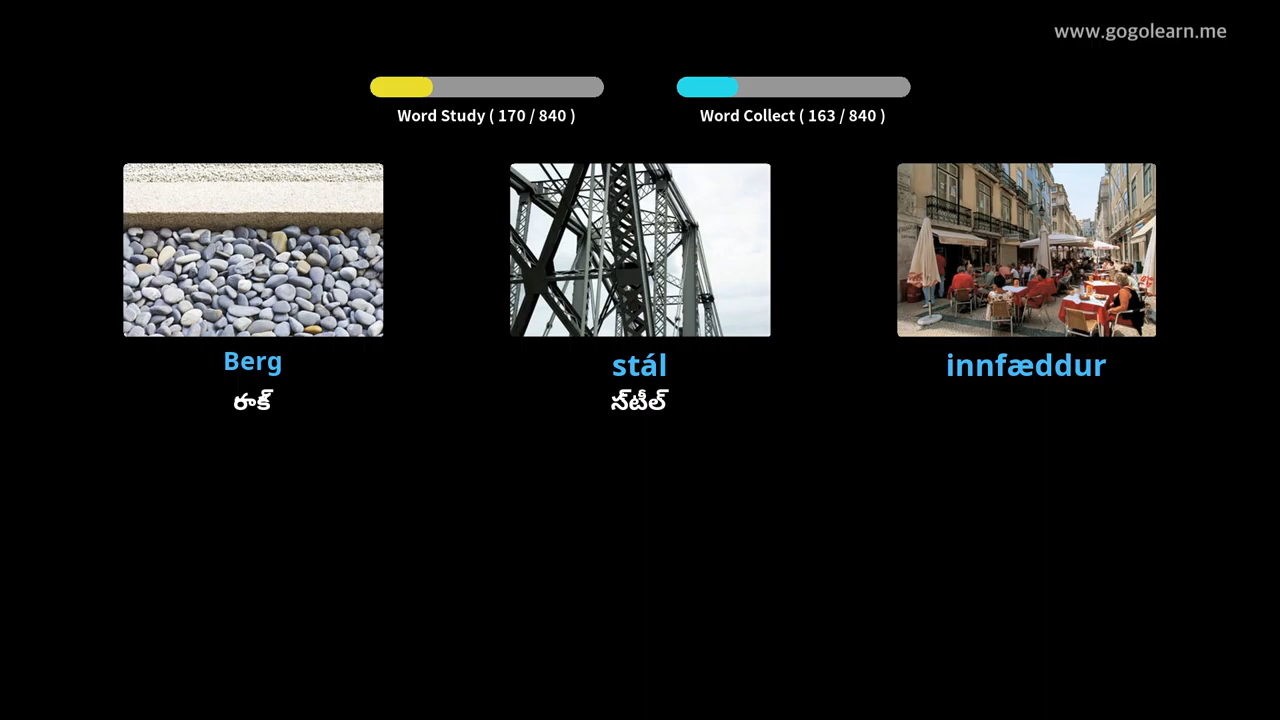 www.gogolearn.me
Word Study ( 170 / 840 )
Word Collect ( 163 / 840 )
Berg
stál
innfæddur
రాక్
స్టీల్